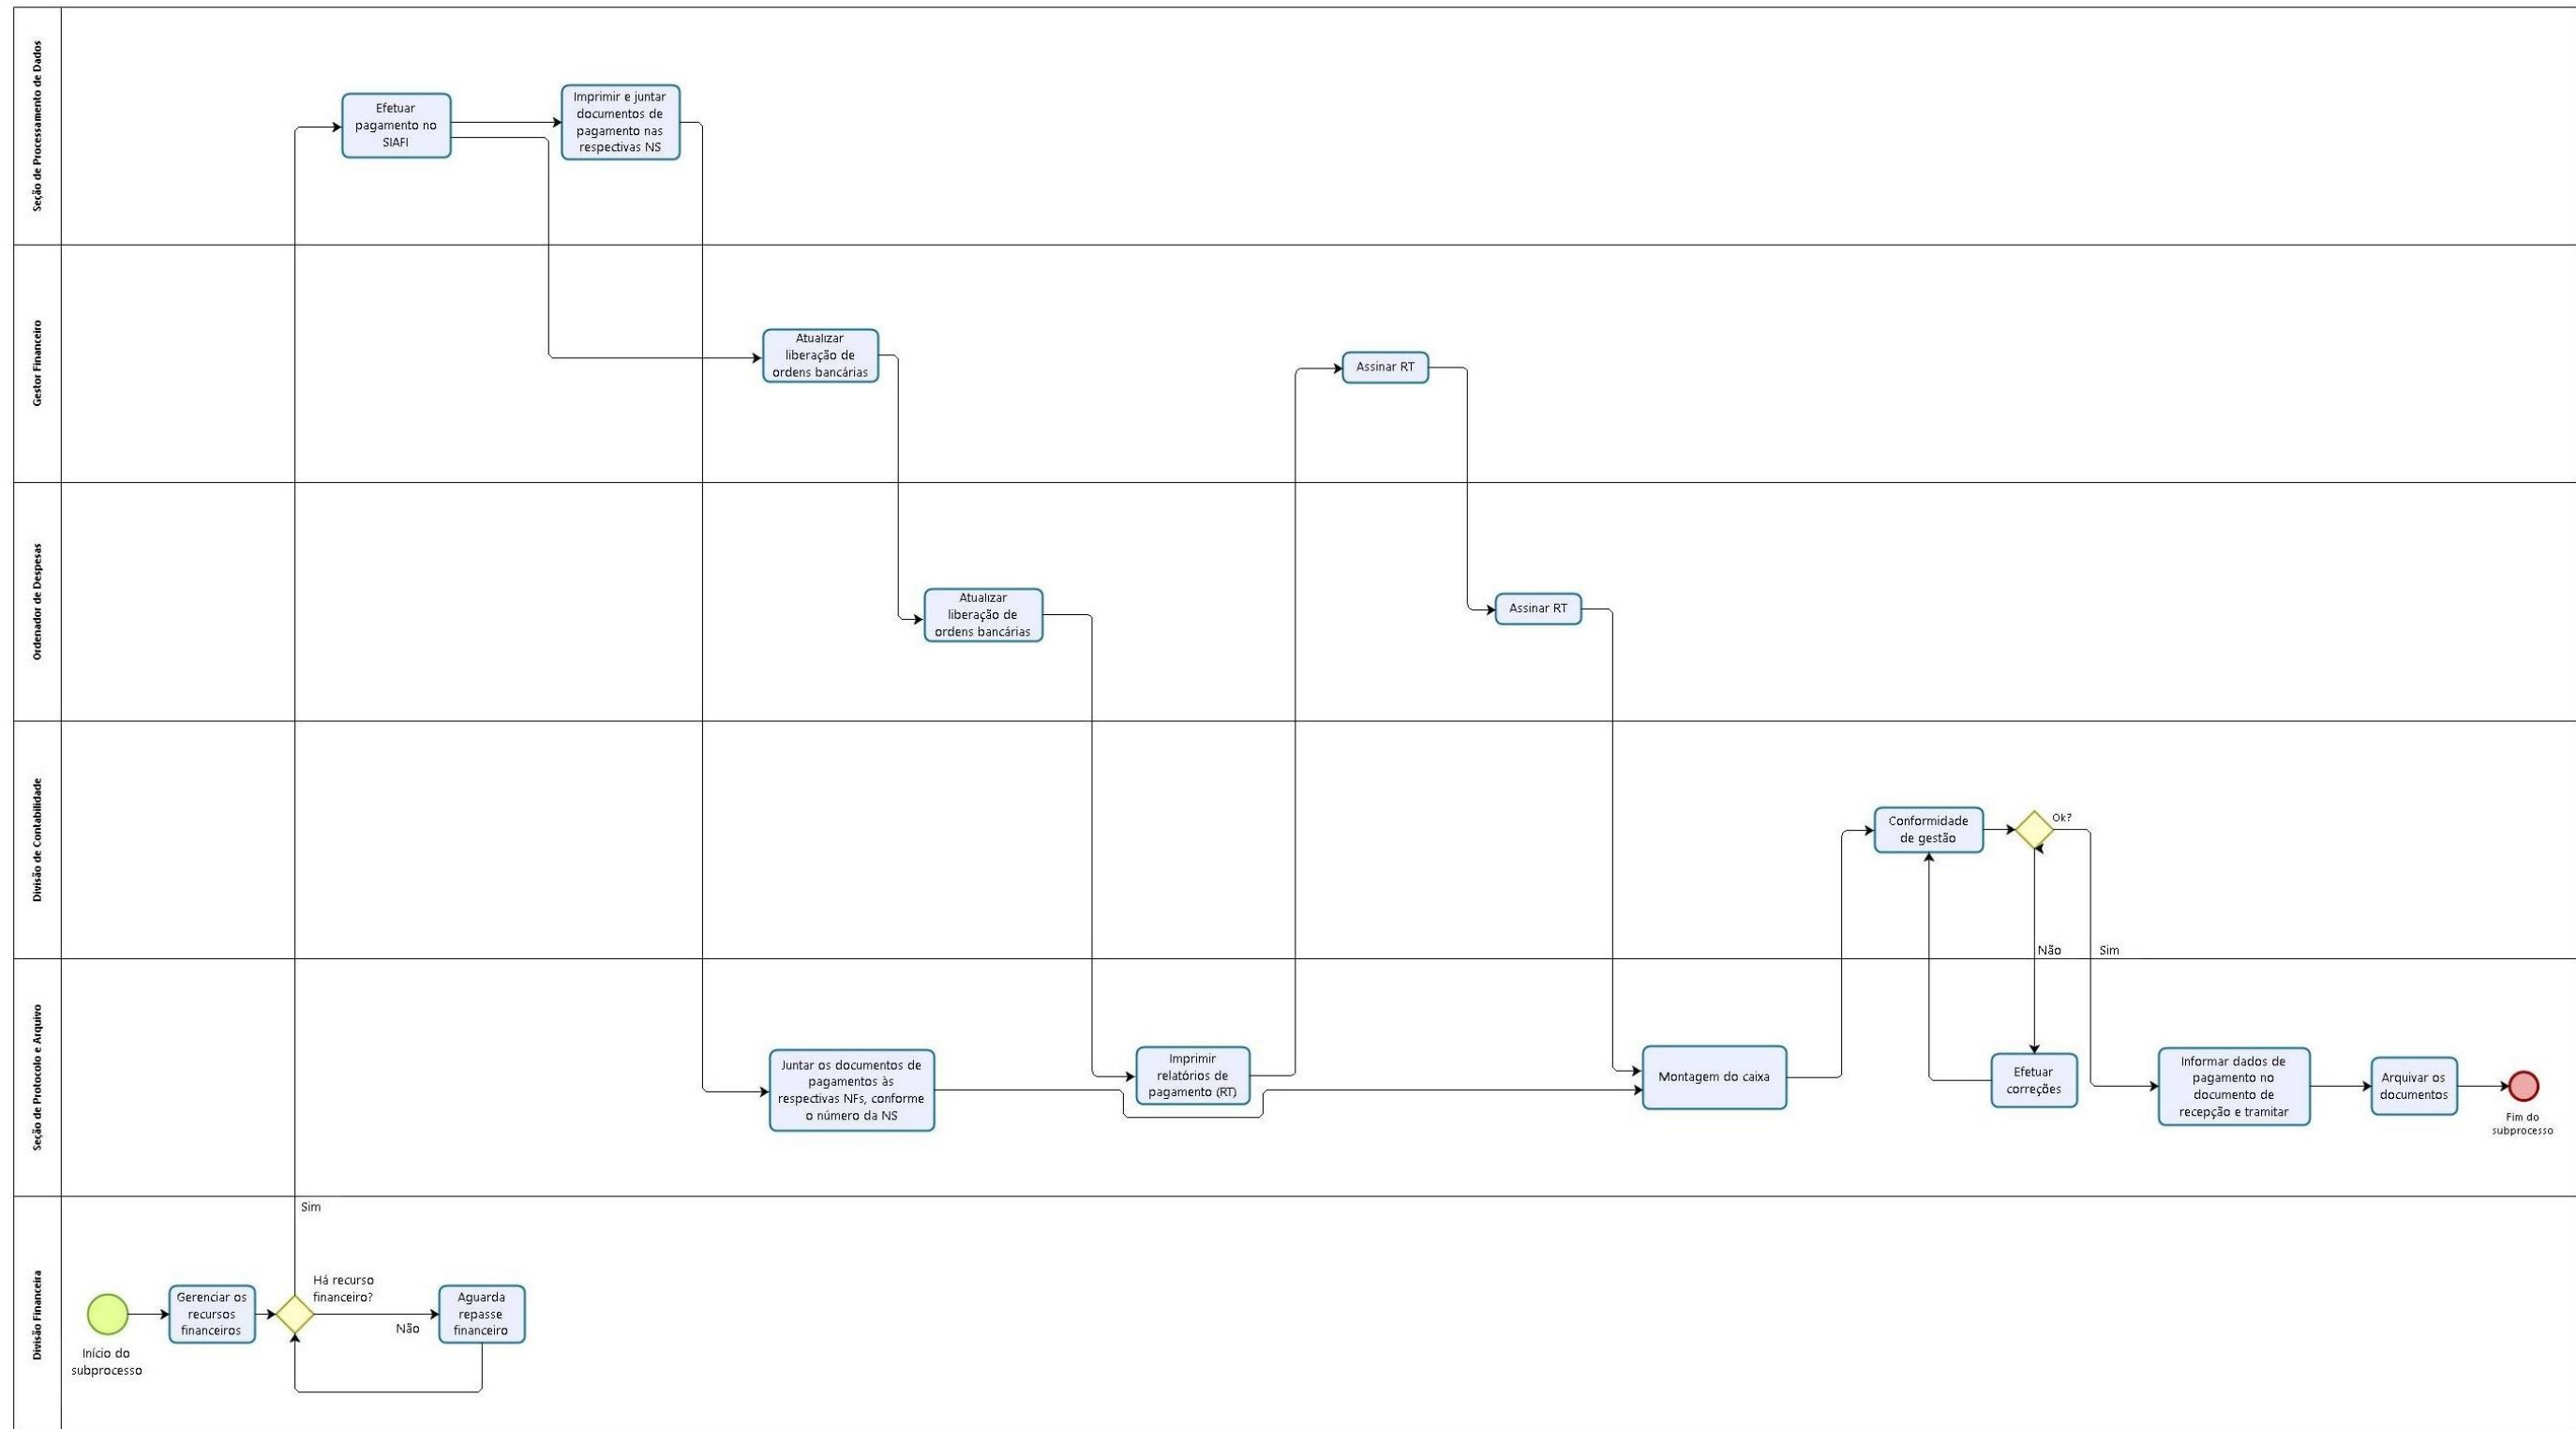 Seção de Processamento de Dados
Efetuar
pagamento no
SIAFI
Imprimir e juntar
documentos de
pagamento nas
respectivas NS
Gestor Financeiro
Atualizar
liberação de
ordens bancárias
Assinar RT
Ordenador de Despesas
Atualizar
liberação de
ordens bancárias
Assinar RT
Divisão de Contabilidade
Conformidade
de gestão
Ok?
Não
Sim
Seção de Protocolo e Arquivo
Juntar os documentos de
pagamentos às
respectivas NFs, conforme
o número da NS
Imprimir
relatórios de
pagamento (RT)
Montagem do caixa
Efetuar
correções
Informar dados de
pagamento no
documento de
recepção e tramitar
Arquivar os
documentos
Fim do
subprocesso
Divisão Financeira
Sim
Início do
subprocesso
Gerenciar os
recursos
financeiros
Há recurso
financeiro?
Não
Aguarda
repasse
financeiro